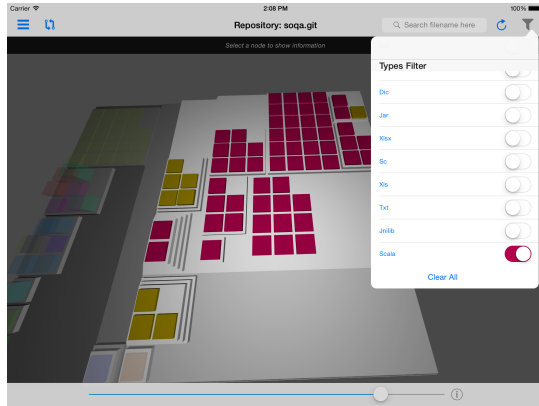 Carrier 2:08 PM 100%
Repository: soqa.git
Search filename here
Select a node to show information
Types Filter
Dic
Jar
Xlsx
Sc
Xls
Txt
Jnilib
Scala
Clear All